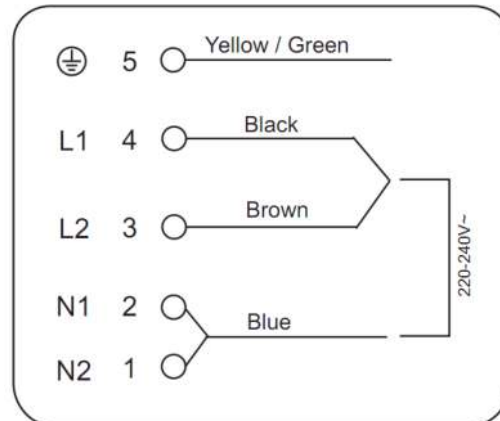 5 Yellow / Green
L1 4 Black
L2 3 Brown
N1 2
Blue
N2 1
220-240V~